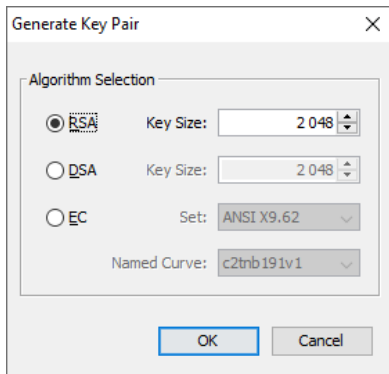 Generate Key Pair
Algorithm Selection
RSA Key Size: 2 048
DSA Key Size: 2 048
EC Set: ANSI X9.62
Named Curve: c2tnb191v1
OK Cancel